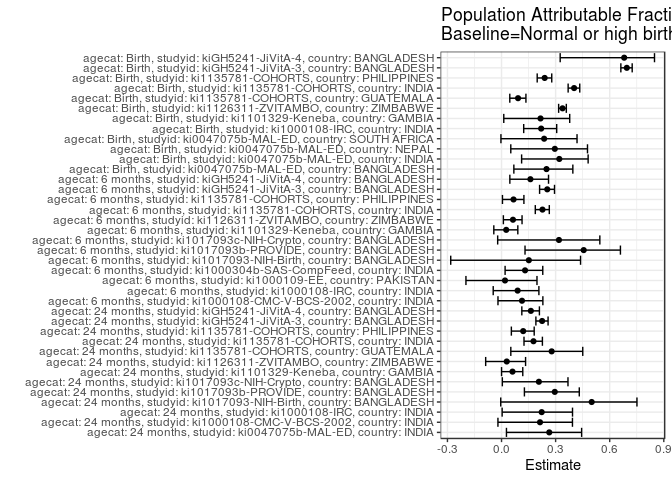 Population Attributable Fracti
Baseline=Normal or high birth
agecat: Birth, studyid: kiGH5241-JiVitA-4, country: BANGLADESH
agecat: Birth, studyid: kiGH5241-JiVitA-3, country: BANGLADESH
agecat: Birth, studyid: ki1135781-COHORTS, country: PHILIPPINES
agecat: Birth, studyid: ki1135781-COHORTS, country: INDIA
agecat: Birth, studyid: ki1135781-COHORTS, country: GUATEMALA
agecat: Birth, studyid: ki1126311-ZVITAMBO, country: ZIMBABWE
agecat: Birth, studyid: ki1101329-Keneba, country: GAMBIA
agecat: Birth, studyid: ki1000108-IRC, country: INDIA
agecat: Birth, studyid: ki0047075b-MAL-ED, country: SOUTH AFRICA
agecat: Birth, studyid: ki0047075b-MAL-ED, country: NEPAL
agecat: Birth, studyid: ki0047075b-MAL-ED, country: INDIA
agecat: Birth, studyid: ki0047075b-MAL-ED, country: BANGLADESH
agecat: 6 months, studyid: kiGH5241-JiVitA-4, country: BANGLADESH
agecat: 6 months, studyid: kiGH5241-JiVitA-3, country: BANGLADESH
agecat: 6 months, studyid: ki1135781-COHORTS, country: PHILIPPINES
agecat: 6 months, studyid: ki1135781-COHORTS, country: INDIA
agecat: 6 months, studyid: ki1126311-ZVITAMBO, country: ZIMBABWE
agecat: 6 months, studyid: ki1101329-Keneba, country: GAMBIA
agecat: 6 months, studyid: ki1017093c-NIH-Crypto, country: BANGLADESH
agecat: 6 months, studyid: ki1017093b-PROVIDE, country: BANGLADESH
agecat: 6 months, studyid: ki1017093-NIH-Birth, country: BANGLADESH
agecat: 6 months, studyid: ki1000304b-SAS-CompFeed, country: INDIA
agecat: 6 months, studyid: ki1000109-EE, country: PAKISTAN
agecat: 6 months, studyid: ki1000108-IRC, country: INDIA
agecat: 6 months, studyid: ki1000108-CMC-V-BCS-2002, country: INDIA
agecat: 24 months, studyid: kiGH5241-JiVitA-4, country: BANGLADESH
agecat: 24 months, studyid: kiGH5241-JiVitA-3, country: BANGLADESH
agecat: 24 months, studyid: ki1135781-COHORTS, country: PHILIPPINES
agecat: 24 months, studyid: ki1135781-COHORTS, country: INDIA
agecat: 24 months, studyid: ki1135781-COHORTS, country: GUATEMALA
agecat: 24 months, studyid: ki1126311-ZVITAMBO, country: ZIMBABWE
agecat: 24 months, studyid: ki1101329-Keneba, country: GAMBIA
agecat: 24 months, studyid: ki1017093c-NIH-Crypto, country: BANGLADESH
agecat: 24 months, studyid: ki1017093b-PROVIDE, country: BANGLADESH
agecat: 24 months, studyid: ki1017093-NIH-Birth, country: BANGLADESH
agecat: 24 months, studyid: ki1000108-IRC, country: INDIA
agecat: 24 months, studyid: ki1000108-CMC-V-BCS-2002, country: INDIA
agecat: 24 months, studyid: ki0047075b-MAL-ED, country: INDIA
-0.3 0.0 0.3 0.6 0.9
Estimate